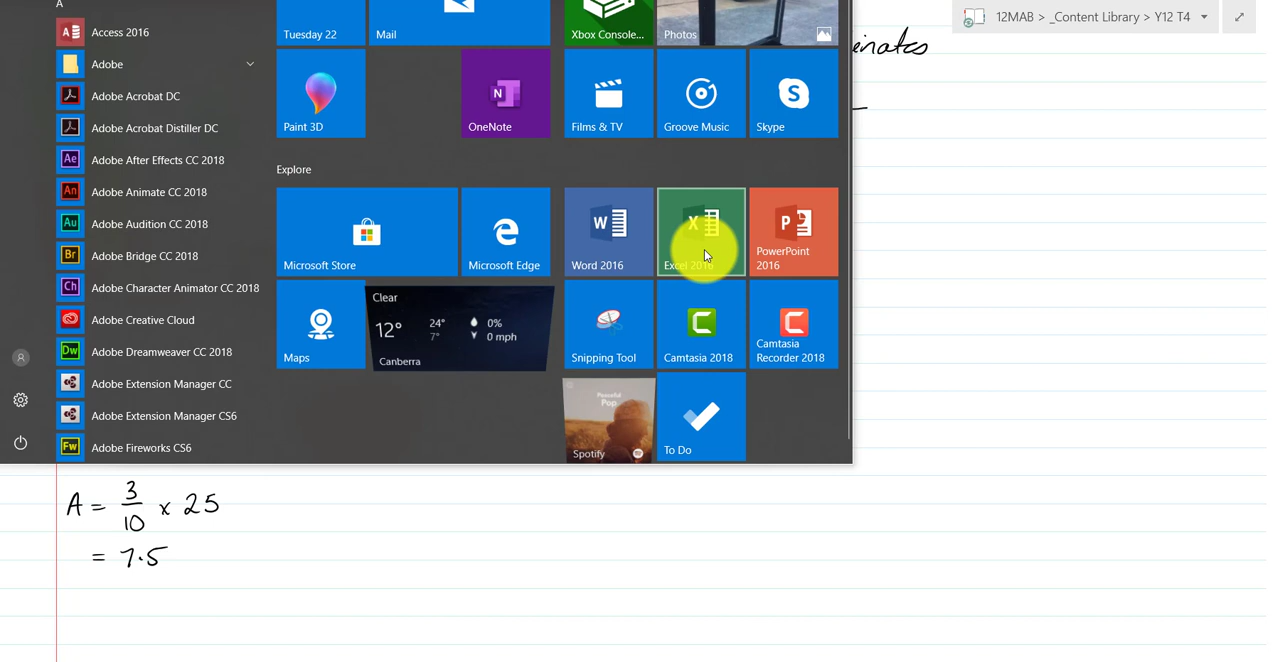 A
Access 2016
Adobe
Adobe Acrobat DC
Adobe Acrobat Distiller DC
Adobe After Effects CC 2018
Adobe Animate CC 2018
Adobe Audition CC 2018
Adobe Bridge CC 2018
Adobe Character Animator CC 2018
Adobe Creative Cloud
Adobe Dreamweaver CC 2018
Adobe Extension Manager CC
Adobe Extension Manager CS6
Adobe Fireworks CS6
Tuesday 22
Mail
Xbox Console...
Photos
Paint 3D
OneNote
Films & TV
Groove Music
Skype
Explore
Microsoft Store
Microsoft Edge
Word 2016
Excel 2016
PowerPoint
2016
Maps
Clear
12°
24°
7°
0%
0 mph
Canberra
Snipping Tool
Camtasia 2018
Camtasia
Recorder 2018
Peaceful
Pop
Spotify
To Do
12MAB > _Content Library > Y12 T4
inates
A = 3/10 x 25
= 7.5